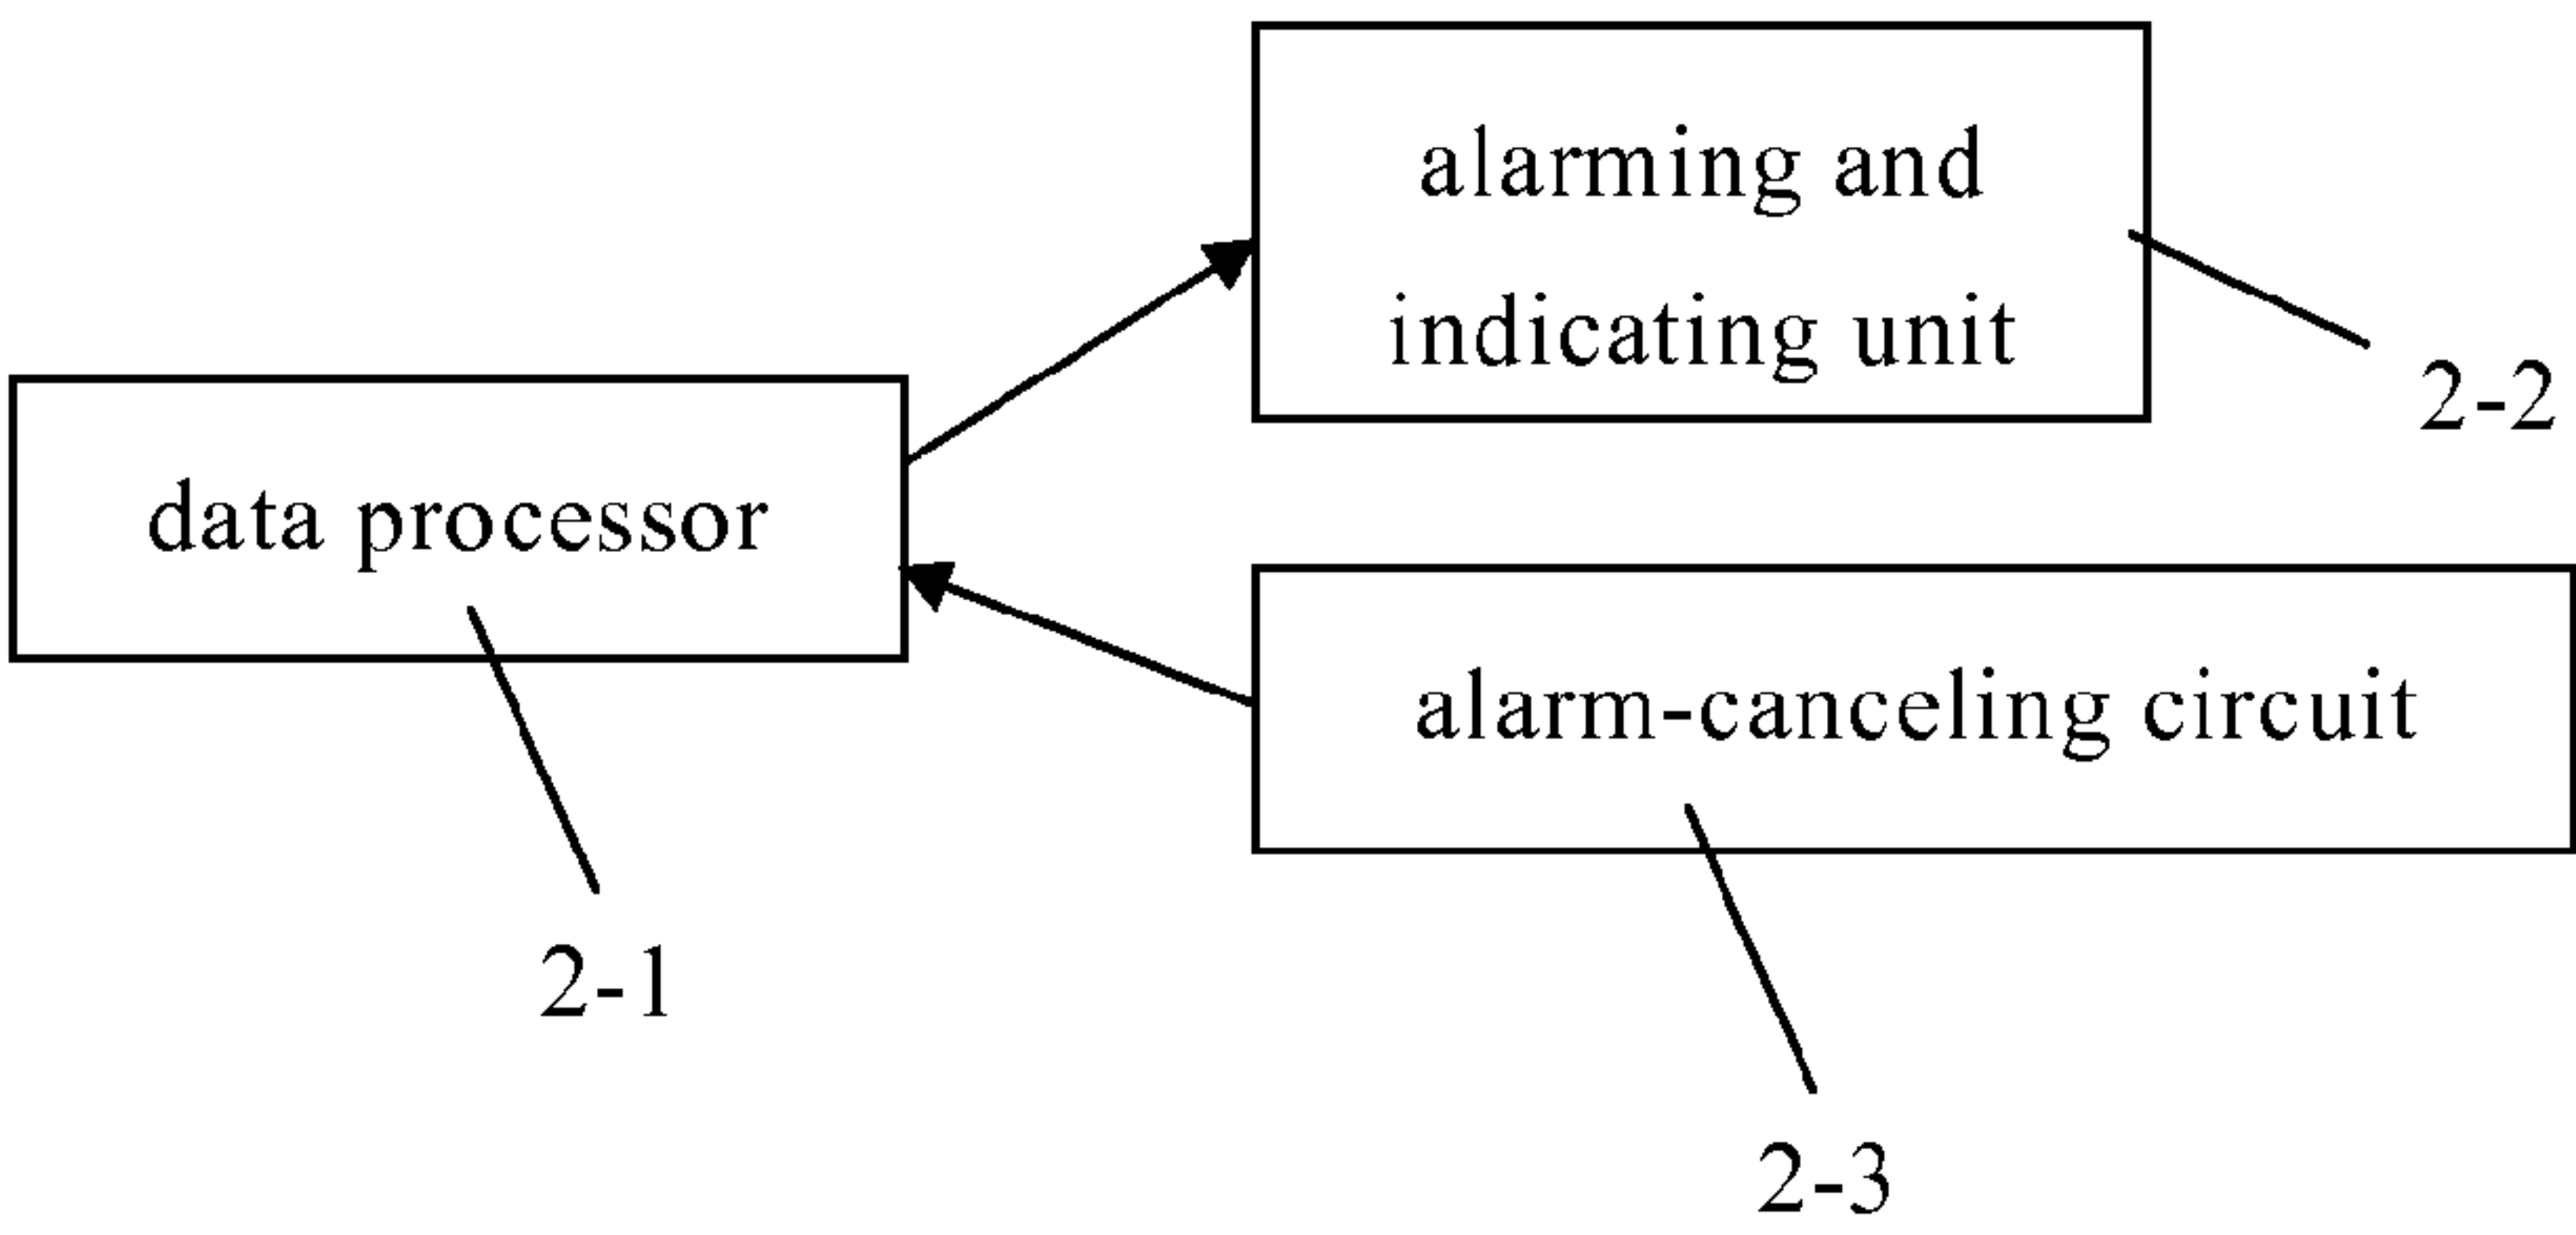 alarming and
indicating unit
2-2
data processor
alarm-canceling circuit
2-1
2-3